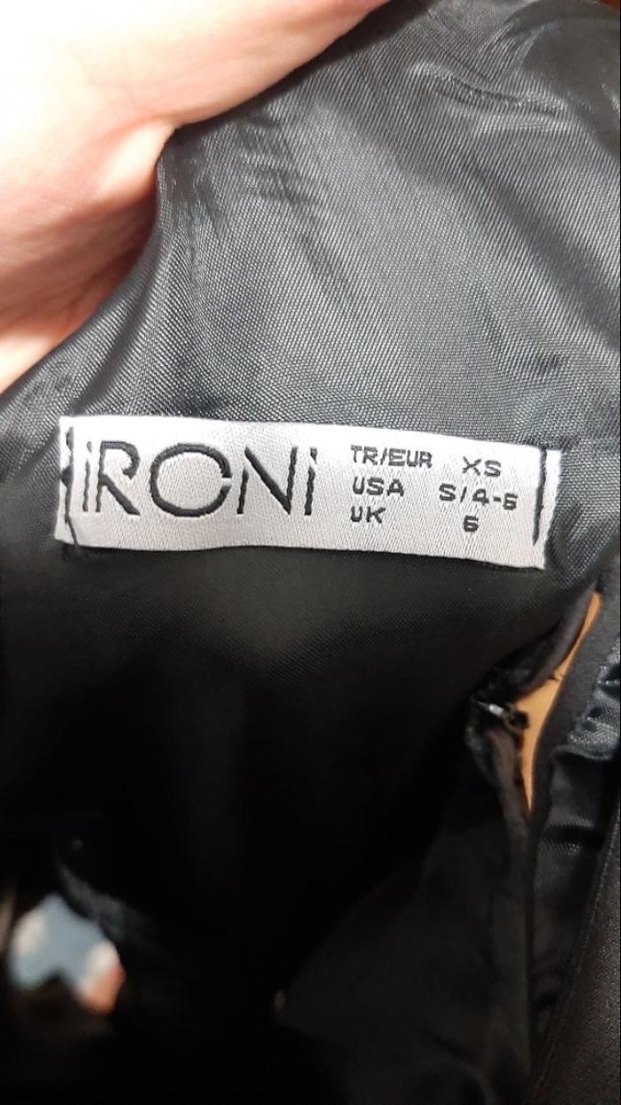 iRONi
TR/EUR XS
USA S/4-6
UK 6